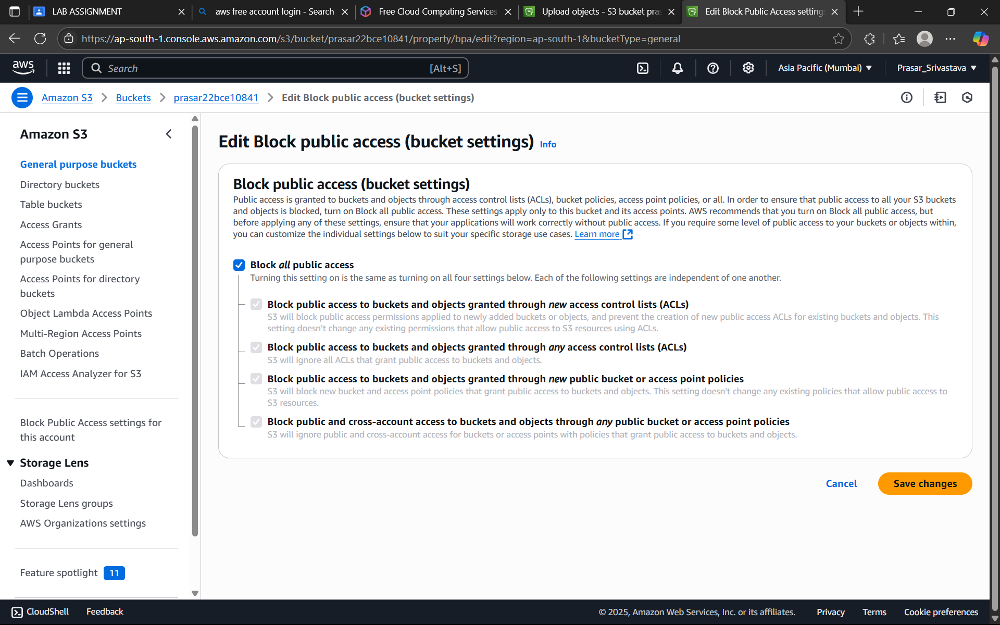 LAB ASSIGNMENT
aws free account login - Search
Free Cloud Computing Services
Upload objects - S3 bucket pras
Edit Block Public Access setting
https://ap-south-1.console.aws.amazon.com/s3/bucket/prasar22bce10841/property/bpa/edit?region=ap-south-1&bucketType=general
aws
Search
[Alt+S]
Asia Pacific (Mumbai)
Prasar_Srivastava
Amazon S3
Buckets
prasar22bce10841
Edit Block public access (bucket settings)
Amazon S3
General purpose buckets
Directory buckets
Table buckets
Access Grants
Access Points for general
purpose buckets
Access Points for directory
buckets
Object Lambda Access Points
Multi-Region Access Points
Batch Operations
IAM Access Analyzer for S3
Block Public Access settings for
this account
Storage Lens
Dashboards
Storage Lens groups
AWS Organizations settings
Feature spotlight 11
Edit Block public access (bucket settings) Info
Block public access (bucket settings)
Public access is granted to buckets and objects through access control lists (ACLs), bucket policies, access point policies, or all. In order to ensure that public access to all your S3 buckets
and objects is blocked, turn on Block all public access. These settings apply only to this bucket and its access points. AWS recommends that you turn on Block all public access, but
before applying any of these settings, ensure that your applications will work correctly without public access. If you require some level of public access to your buckets or objects within,
you can customize the individual settings below to suit your specific storage use cases. Learn more
Block all public access
Turning this setting on is the same as turning on all four settings below. Each of the following settings are independent of one another.
Block public access to buckets and objects granted through new access control lists (ACLs)
S3 will block public access permissions applied to newly added buckets or objects, and prevent the creation of new public access ACLs for existing buckets and objects. This
setting doesn't change any existing permissions that allow public access to S3 resources using ACLs.
Block public access to buckets and objects granted through any access control lists (ACLs)
S3 will ignore all ACLs that grant public access to buckets and objects.
Block public access to buckets and objects granted through new public bucket or access point policies
S3 will block new bucket and access point policies that grant public access to buckets and objects. This setting doesn't change any existing policies that allow public access to
S3 resources.
Block public and cross-account access to buckets and objects through any public bucket or access point policies
S3 will ignore public and cross-account access for buckets or access points with policies that grant public access to buckets and objects.
Cancel
Save changes
CloudShell
Feedback
© 2025, Amazon Web Services, Inc. or its affiliates.
Privacy
Terms
Cookie preferences